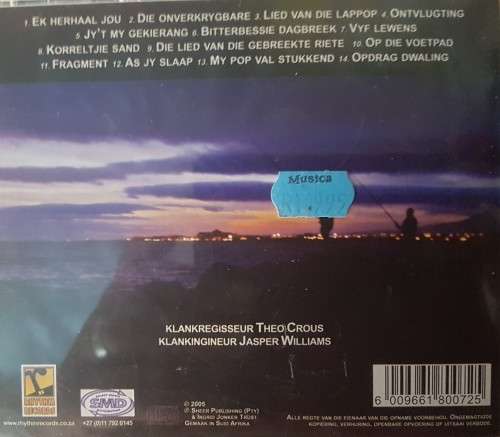 1 Ek herhaal jou 2 Die onverkrygbare 3 Lied van die lappop 4 Ontvlugting
5 Jy't my gekierang 6 Bitterbessie dagbreek 7 Vyf lewens
8 Korreltjie sand 9 Die lied van die gebreekte riete 10 Op die voetpad
11 Fragment 12 As jy slaap 13 My pop val stukkend 14 Opdrag dwaling
Musica
klankregisseur Theo Crous
klankingineur Jasper Williams
RHYTHM
RECORDS
www.rhythmrecords.co.za
SMD
+27 (0)11 792 6145
© 2005
Sheer Publishing (Pty)
& Ingrid Jonker Trust
Gemaak in Suid Afrika
6 009661 800725
Alle regte van die eienaar van die opname voorbehou. Ongemagtigde
kopiering, verhuring, openbare opvoering of uitsaai verbode.